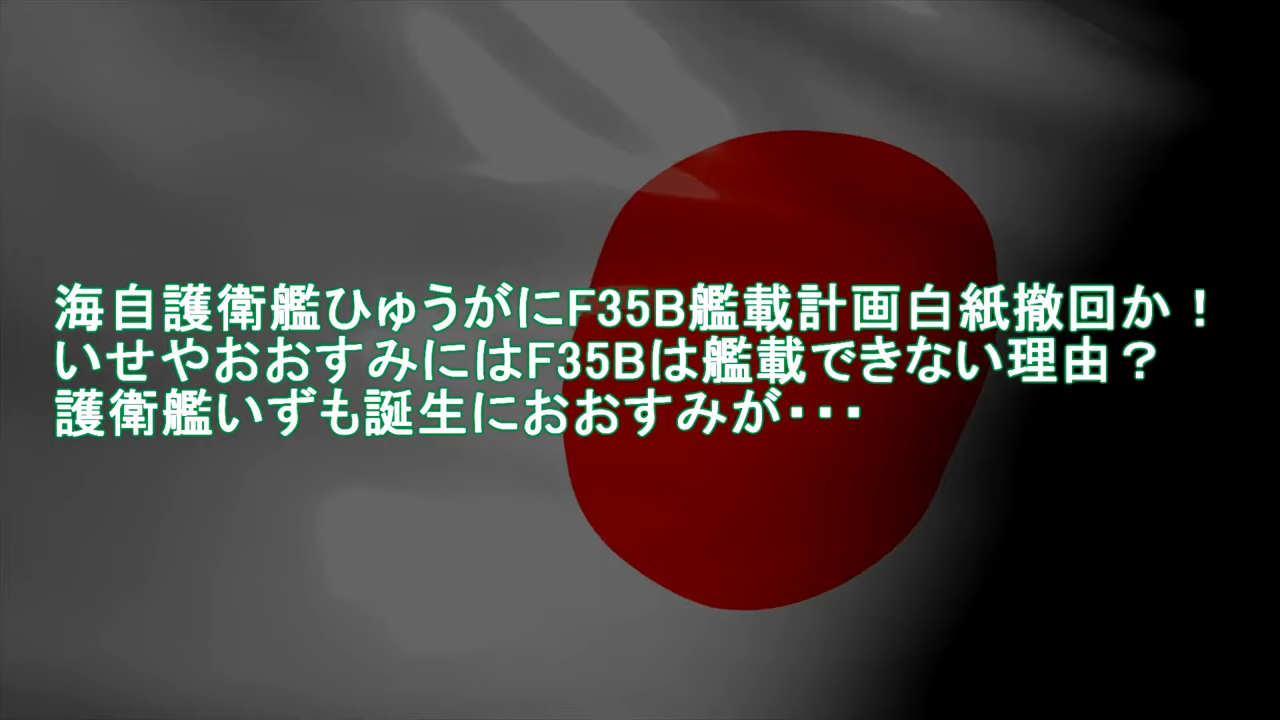 海自護衛艦ひゅうがにF35B艦載計画白紙撤回か！
いせやおおすみにはF35Bは艦載できない理由？
護衛艦いずも誕生におおすみが・・・